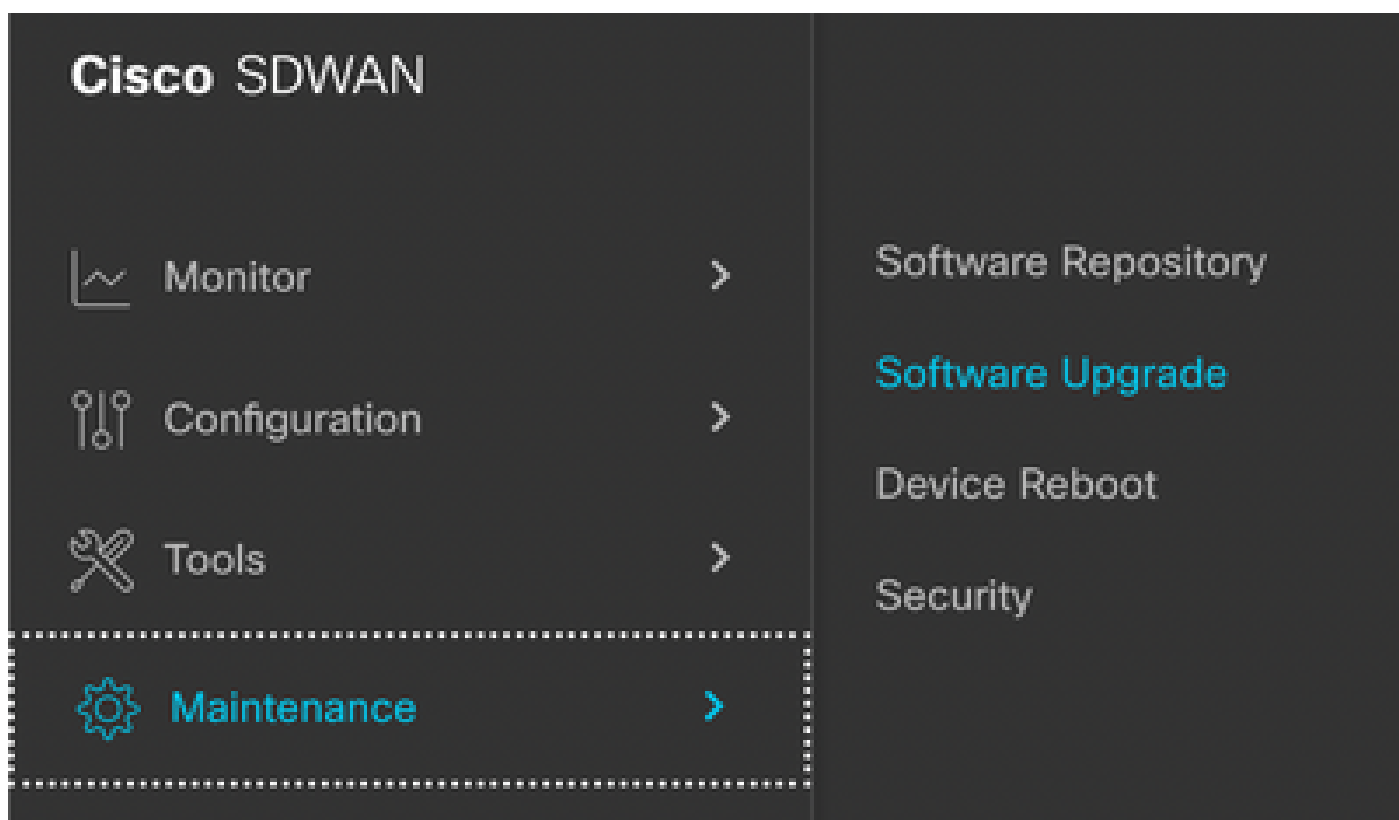 Cisco SDWAN
Monitor
Configuration
Tools
Maintenance
Software Repository
Software Upgrade
Device Reboot
Security